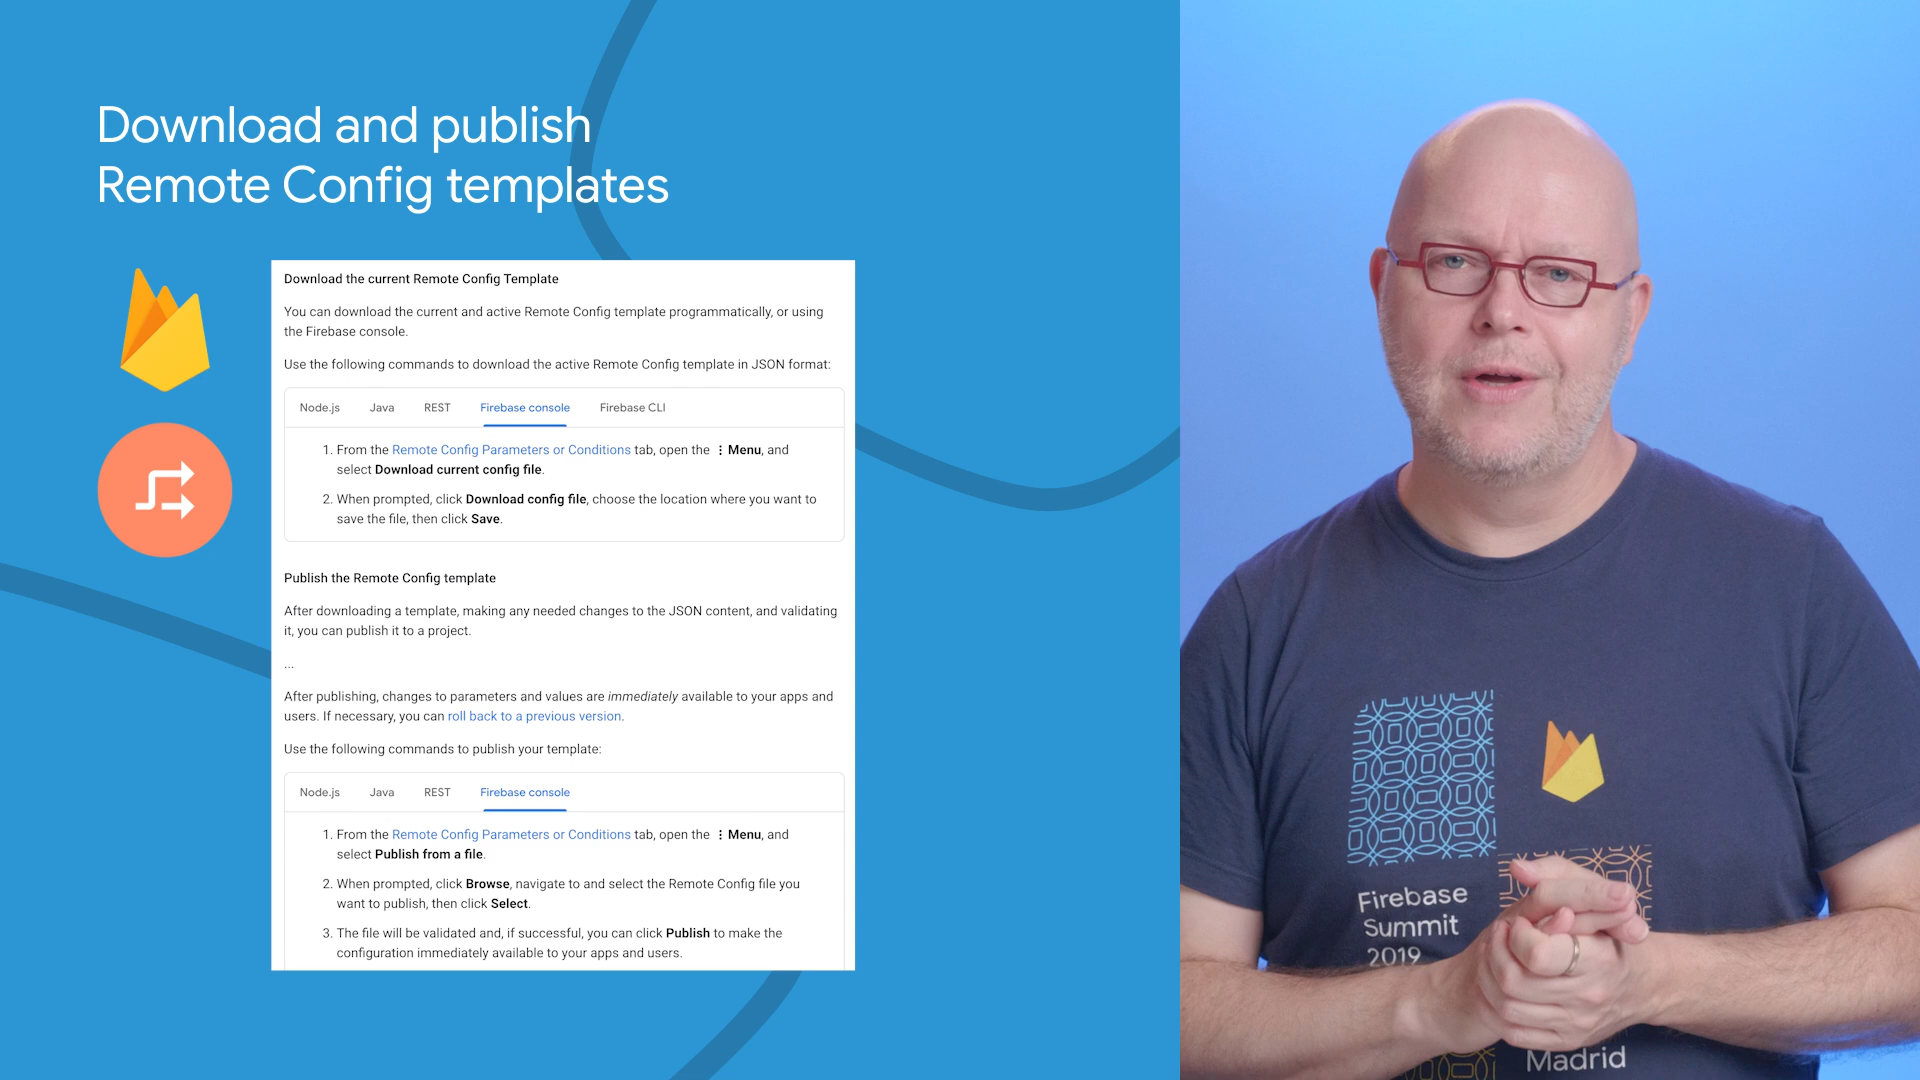 Download and publish
Remote Config templates
Download the current Remote Config Template
You can download the current and active Remote Config template programmatically, or using
the Firebase console.
Use the following commands to download the active Remote Config template in JSON format:
Node.js Java REST Firebase console Firebase CLI
1. From the Remote Config Parameters or Conditions tab, open the ⋮ Menu, and
select Download current config file.
2. When prompted, click Download config file, choose the location where you want to
save the file, then click Save.
Publish the Remote Config template
After downloading a template, making any needed changes to the JSON content, and validating
it, you can publish it to a project.
...
After publishing, changes to parameters and values are immediately available to your apps and
users. If necessary, you can roll back to a previous version.
Use the following commands to publish your template:
Node.js Java REST Firebase console
1. From the Remote Config Parameters or Conditions tab, open the ⋮ Menu, and
select Publish from a file.
2. When prompted, click Browse, navigate to and select the Remote Config file you
want to publish, then click Select.
3. The file will be validated and, if successful, you can click Publish to make the
configuration immediately available to your apps and users.
Firebase
Summit
2019
Madrid